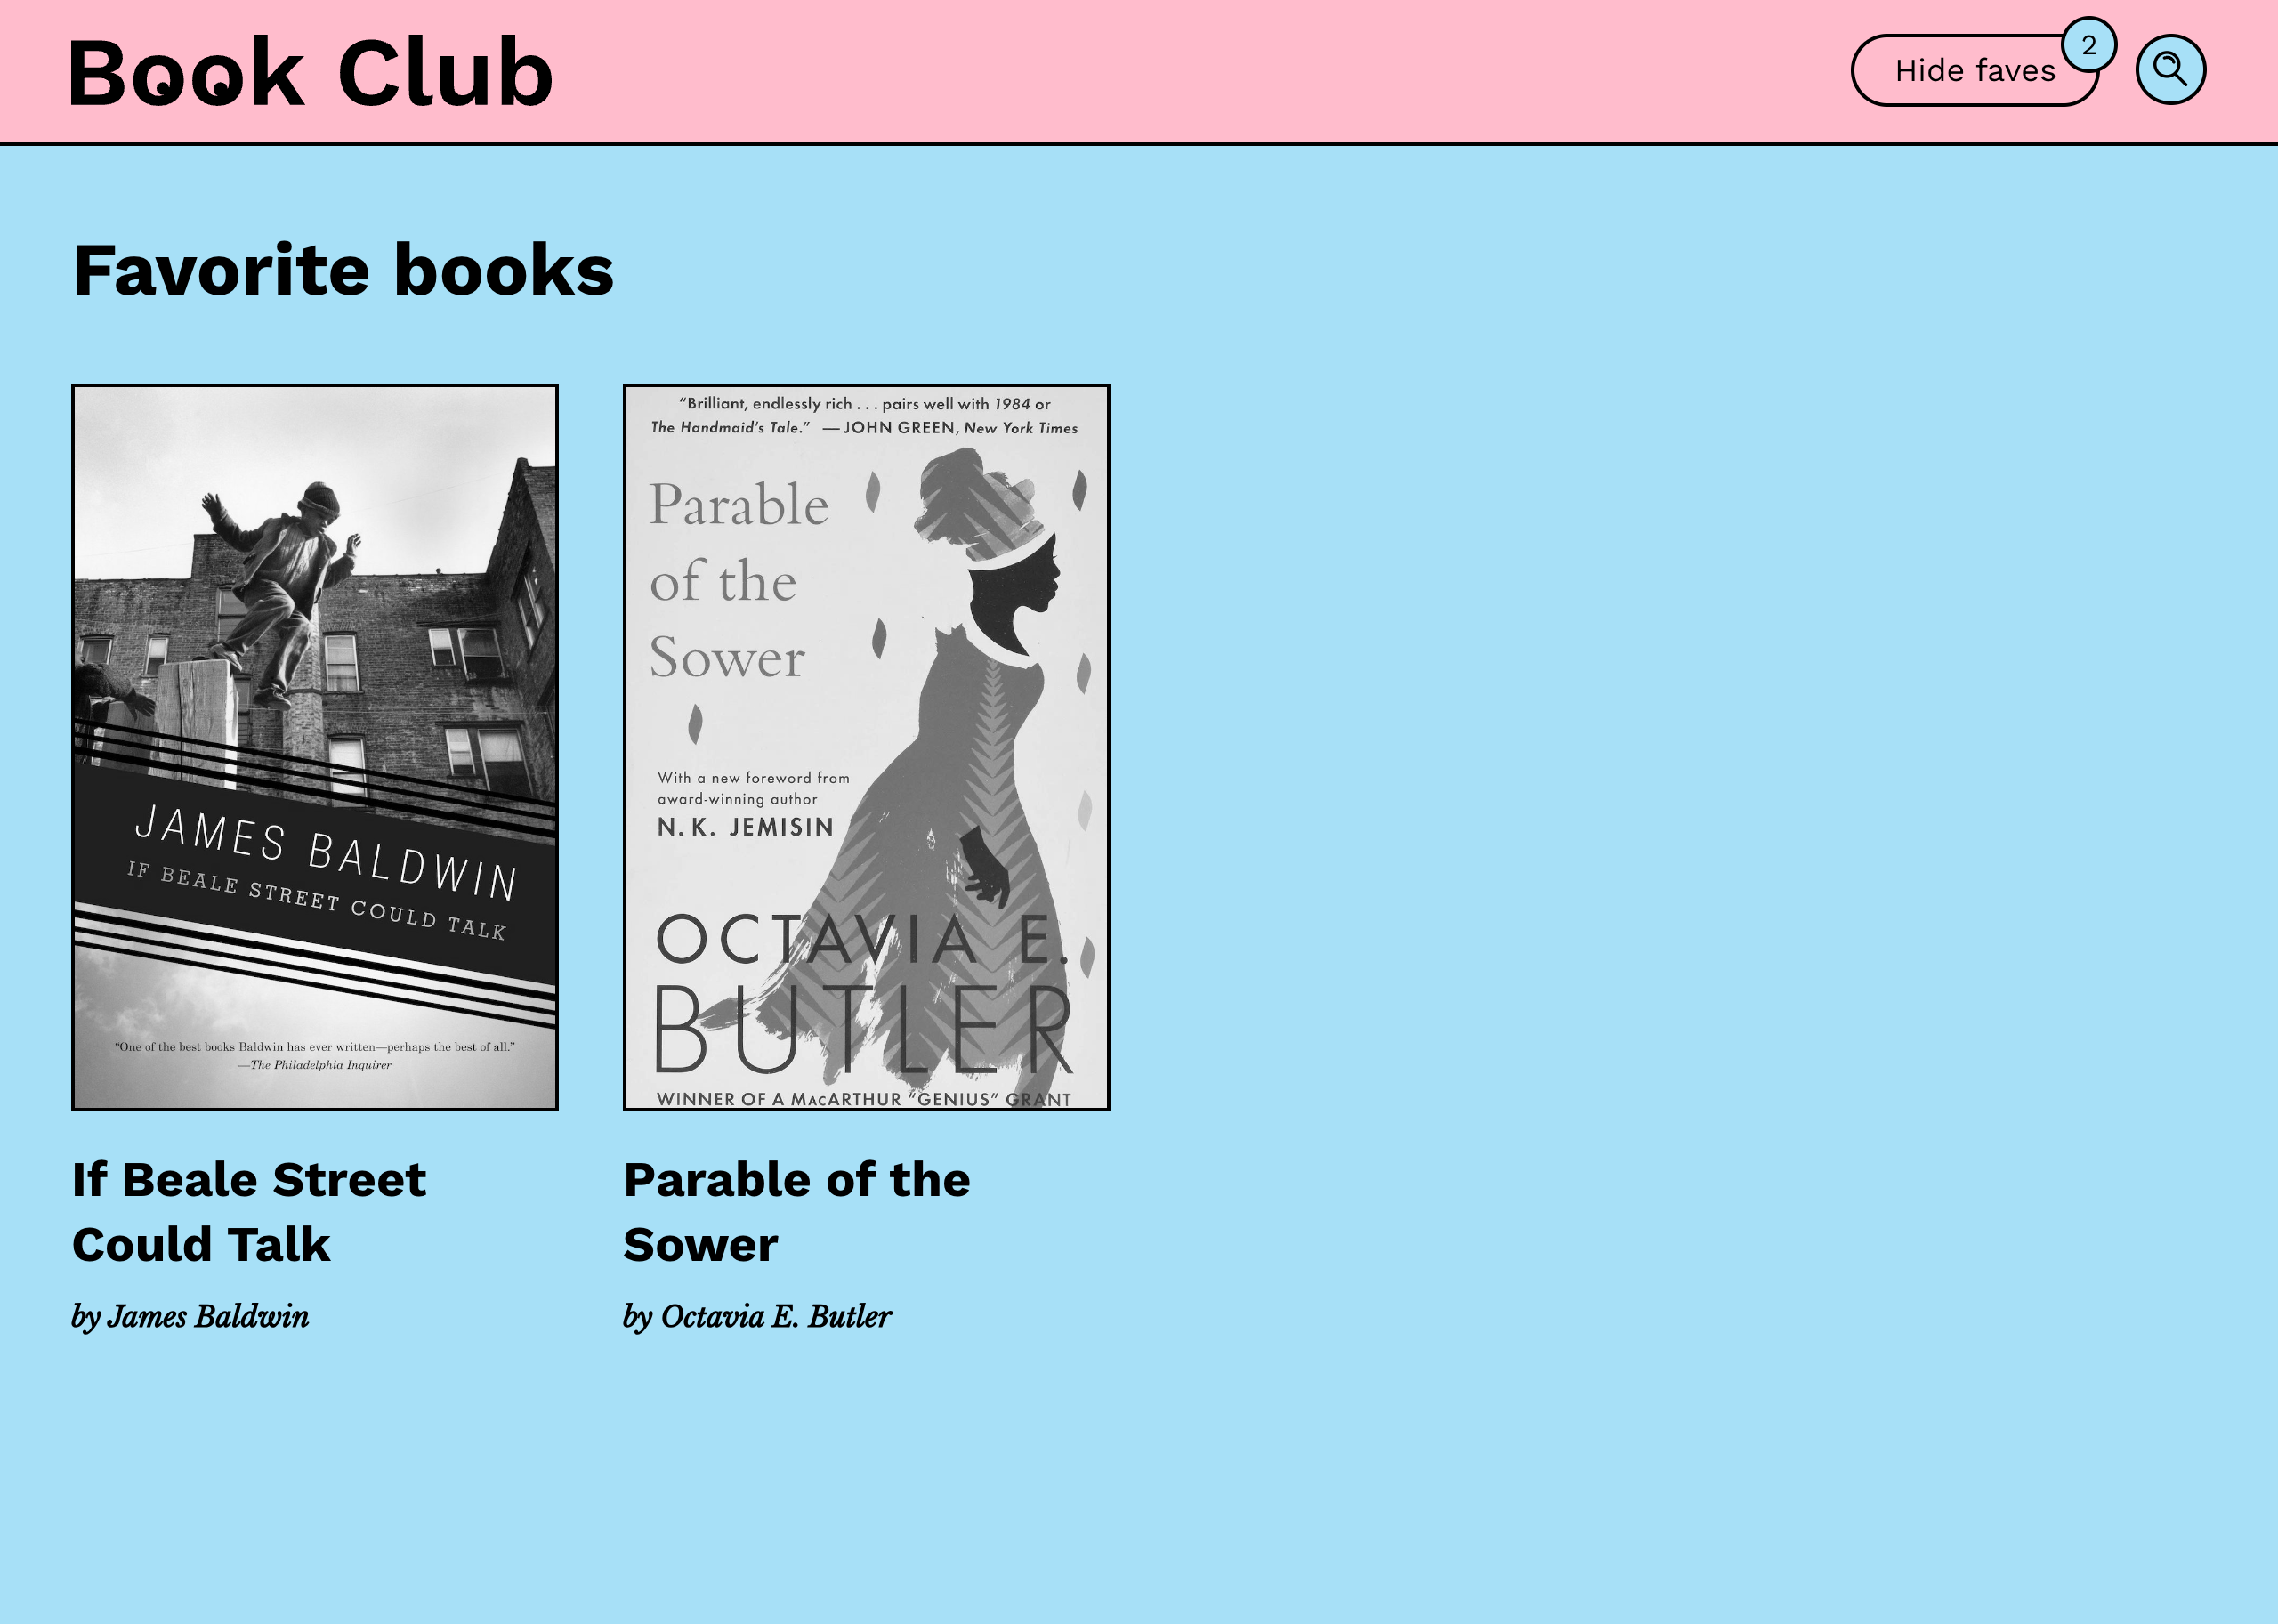 Book Club
Hide faves
2
Favorite books
JAMES BALDWIN
IF BEALE STREET COULD TALK
“One of the best books Baldwin has ever written—perhaps the best of all.”
—The Philadelphia Inquirer
“Brilliant, endlessly rich . . . pairs well with 1984 or
The Handmaid’s Tale.” —JOHN GREEN, New York Times
Parable
of the
Sower
With a new foreword from
award-winning author
N. K. JEMISIN
OCTAVIA E.
BUTLER
WINNER OF A MacARTHUR “GENIUS” GRANT
If Beale Street
Could Talk
by James Baldwin
Parable of the
Sower
by Octavia E. Butler